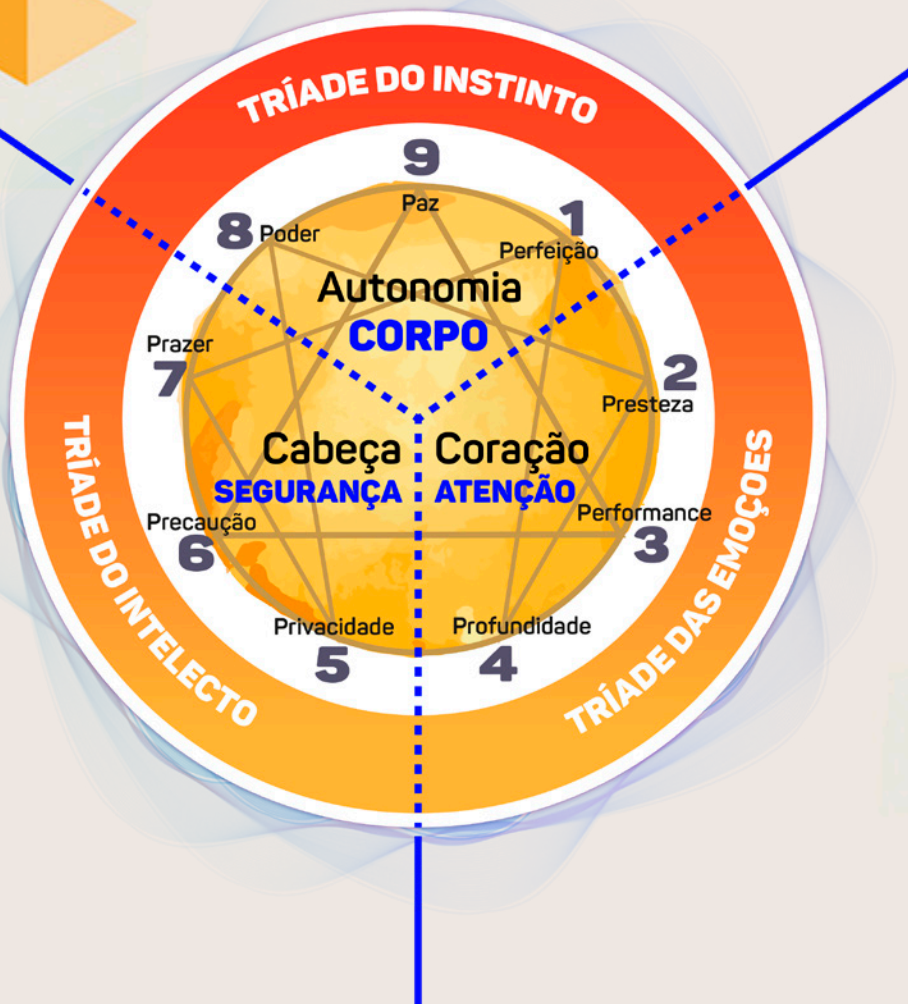 TRÍADE DO INSTINTO
9
Paz
8
Poder
1
Perfeição
Autonomia
CORPO
Prazer
7
2
Presteza
Cabeça
SEGURANÇA
Coração
ATENÇÃO
Precaução
6
Performance
3
Privacidade
5
Profundidade
4
TRÍADE DO INTELECTO
TRÍADE DAS EMOÇOES